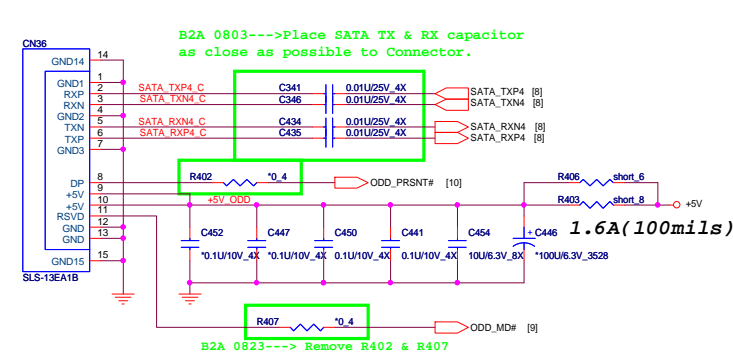 B2A 0803--->Place SATA TX & RX capacitor
as close as possible to Connector.
CN36
GND14 14
GND1 1
RXP 2 SATA_TXP4_C C341 0.01U/25V_4X SATA_TXP4 [8]
RXN 3 SATA_TXN4_C C346 0.01U/25V_4X SATA_TXN4 [8]
GND2 4
TXN 5 SATA_RXN4_C C434 0.01U/25V_4X SATA_RXN4 [8]
TXP 6 SATA_RXP4_C C435 0.01U/25V_4X SATA_RXP4 [8]
GND3 7
DP 8 R402 *0_4 ODD_PRSNT# [10]
R406 short_6
+5V 9
+5V 10 +5V_ODD R403 short_8 +5V
RSVD 11
GND 12
GND 13
1.6A(100mils)
C452 C447 C450 C441 C454 + C446
*0.1U/10V_4X *0.1U/10V_4X 0.1U/10V_4X 0.1U/10V_4X 10U/6.3V_8X *100U/6.3V_3528
GND15 15
SLS-13EA1B
R407 *0_4 ODD_MD# [9]
B2A 0823---> Remove R402 & R407